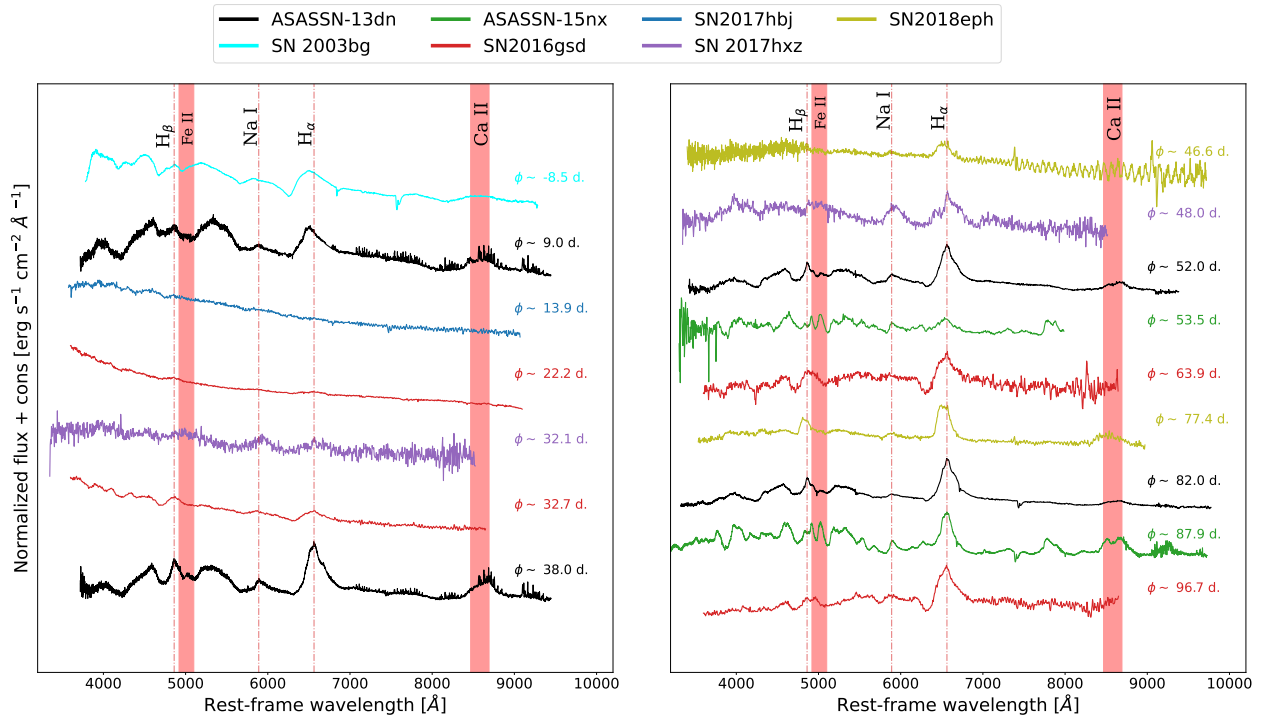 ASASSN-13dn ASASSN-15nx SN2017hbj SN2018eph
SN 2003bg SN2016gsd SN 2017hxz
Normalized flux + cons [erg s⁻¹ cm⁻² Å⁻¹]
Hβ Fe II Na I Hα Ca II
ϕ ~ -8.5 d.
ϕ ~ 9.0 d.
ϕ ~ 13.9 d.
ϕ ~ 22.2 d.
ϕ ~ 32.1 d.
ϕ ~ 32.7 d.
ϕ ~ 38.0 d.
4000 5000 6000 7000 8000 9000 10000
Rest-frame wavelength [Å]
Hβ Fe II Na I Hα Ca II
ϕ ~ 46.6 d.
ϕ ~ 48.0 d.
ϕ ~ 52.0 d.
ϕ ~ 53.5 d.
ϕ ~ 63.9 d.
ϕ ~ 77.4 d.
ϕ ~ 82.0 d.
ϕ ~ 87.9 d.
ϕ ~ 96.7 d.
4000 5000 6000 7000 8000 9000 10000
Rest-frame wavelength [Å]